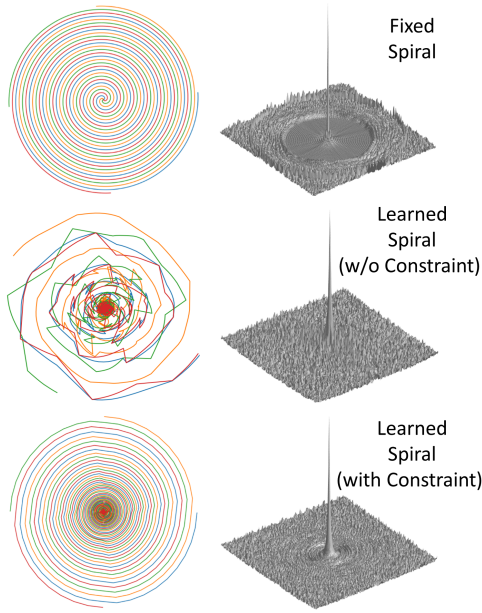 Fixed
Spiral
Learned
Spiral
(w/o Constraint)
Learned
Spiral
(with Constraint)